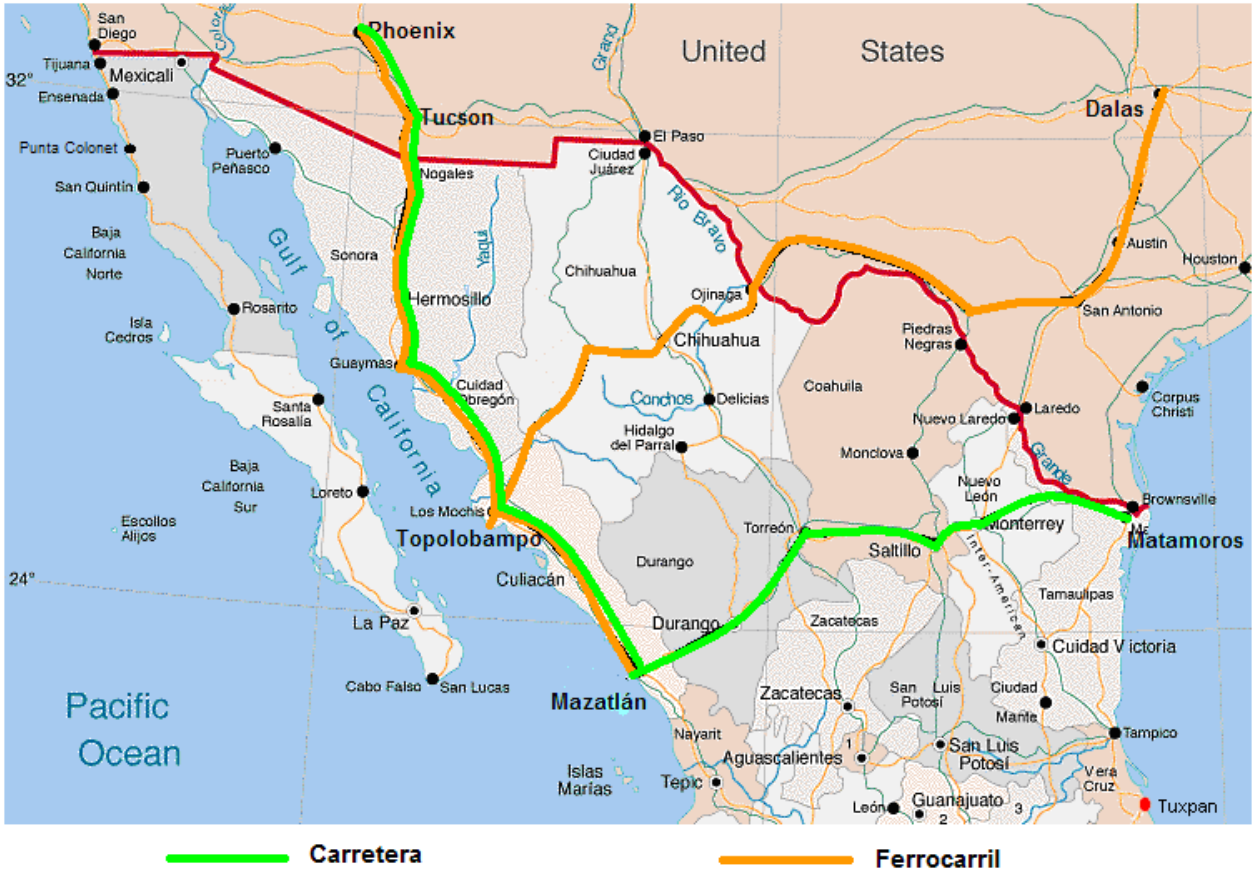 San
Diego
Colorad
Phoenix
Grand
United States
32°
Tijuana
Mexicali
Ensenada
Dalas
Tucson
El Paso
Punta Colonet
Puerto
Peñasco
Ciudad
Juárez
Nogales
San Quintín
Rio Bravo
Baja
California
Norte
Gulf of California
Sonora
Yaqui
Chihuahua
Austin
Houston
Ojinaga
Hermosillo
Rosarito
Isla
Cedros
San Antonio
Piedras
Negras
Chihuahua
Guaymas
Cuidad
Obregón
Coahuila
Conchos
Delicias
Santa
Rosalía
Corpus
Christi
Laredo
Nuevo Laredo
Hidalgo
del Parral
Monclova
Grande
Baja
California
Sur
Loreto
Nuevo
León
Brownsville
Los Mochis
Escollos
Alijos
Torreón
Monterrey
Ma
Matamoros
Topolobampo
Saltillo
Inter-American
Durango
24°
Culiacán
Tamaulipas
La Paz
Durango
Zacatecas
Cuidad Victoria
Cabo Falso
San Lucas
Mazatlán
Zacatecas
San Luis
Potosí
Ciudad
Mante
Pacific
Ocean
Nayarit
1
Tampico
Aguascalientes
San Luis
Potosí
Islas
Marías
Tepic
Vera
Cruz
León
Guanajuato
2
3
Tuxpan
Carretera
Ferrocarril